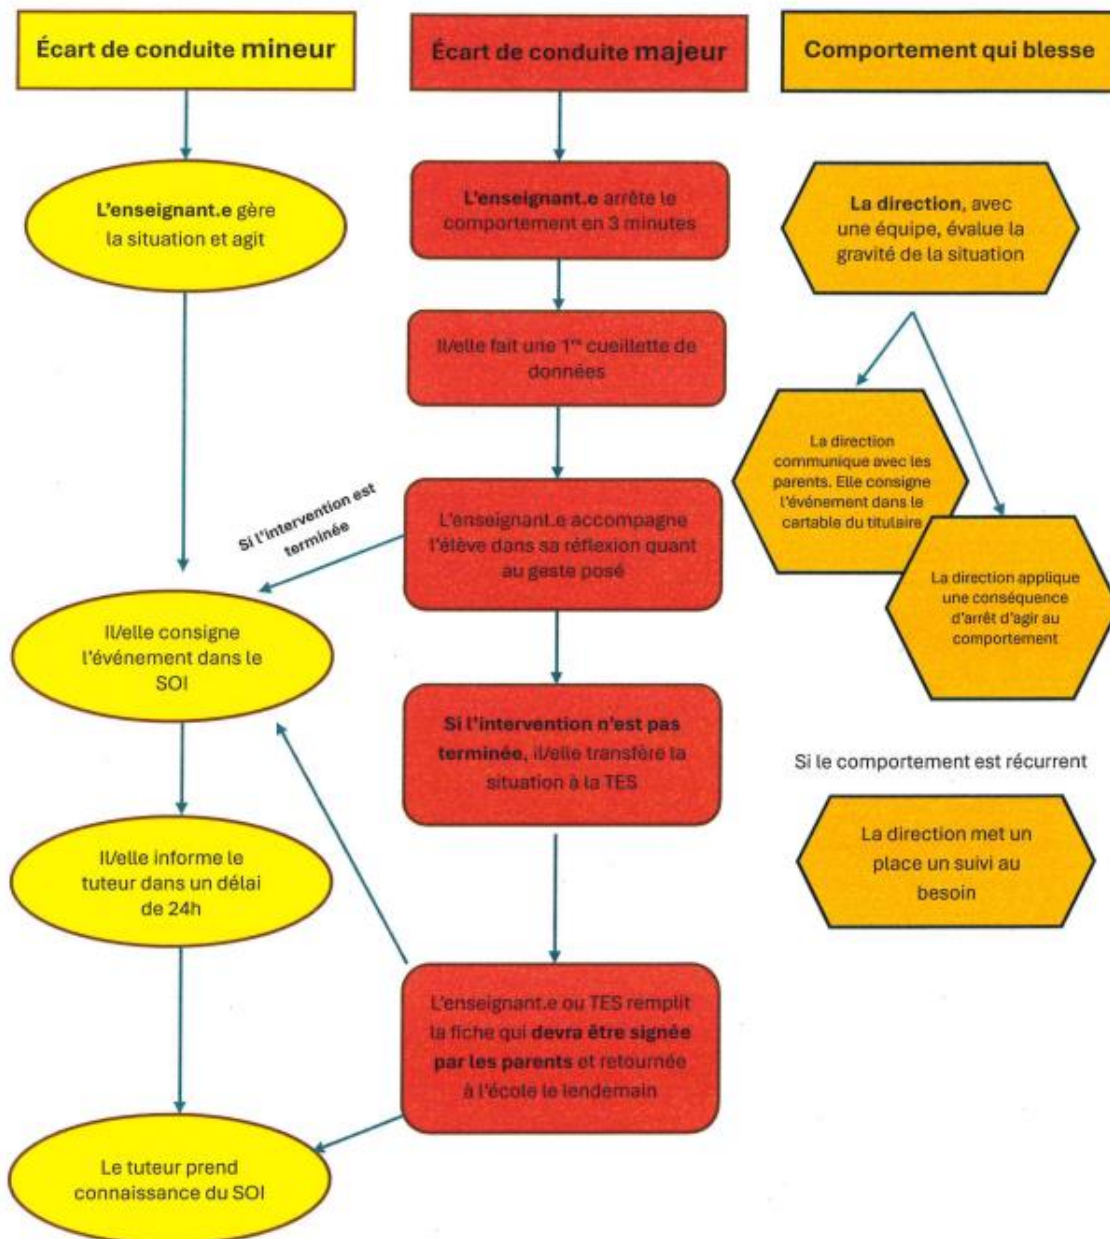 Écart de conduite mineur
L'enseignant.e gère
la situation et agit
Il/elle consigne
l'événement dans le
SOI
Il/elle informe le
tuteur dans un délai
de 24h
Le tuteur prend
connaissance du SOI
Écart de conduite majeur
L'enseignant.e arrête le
comportement en 3 minutes
Il/elle fait une 1re cueillette de
données
L'enseignant.e accompagne
l'élève dans sa réflexion quant
au geste posé
Si l'intervention est
terminée
Si l'intervention n'est pas
terminée, il/elle transfère la
situation à la TES
L'enseignant.e ou TES remplit
la fiche qui devra être signée
par les parents et retournée
à l'école le lendemain
Comportement qui blesse
La direction, avec
une équipe, évalue la
gravité de la situation
La direction
communique avec les
parents. Elle consigne
l'événement dans le
cartable du titulaire
La direction applique
une conséquence
d'arrêt d'agir au
comportement
Si le comportement est récurrent
La direction met un
place un suivi au
besoin